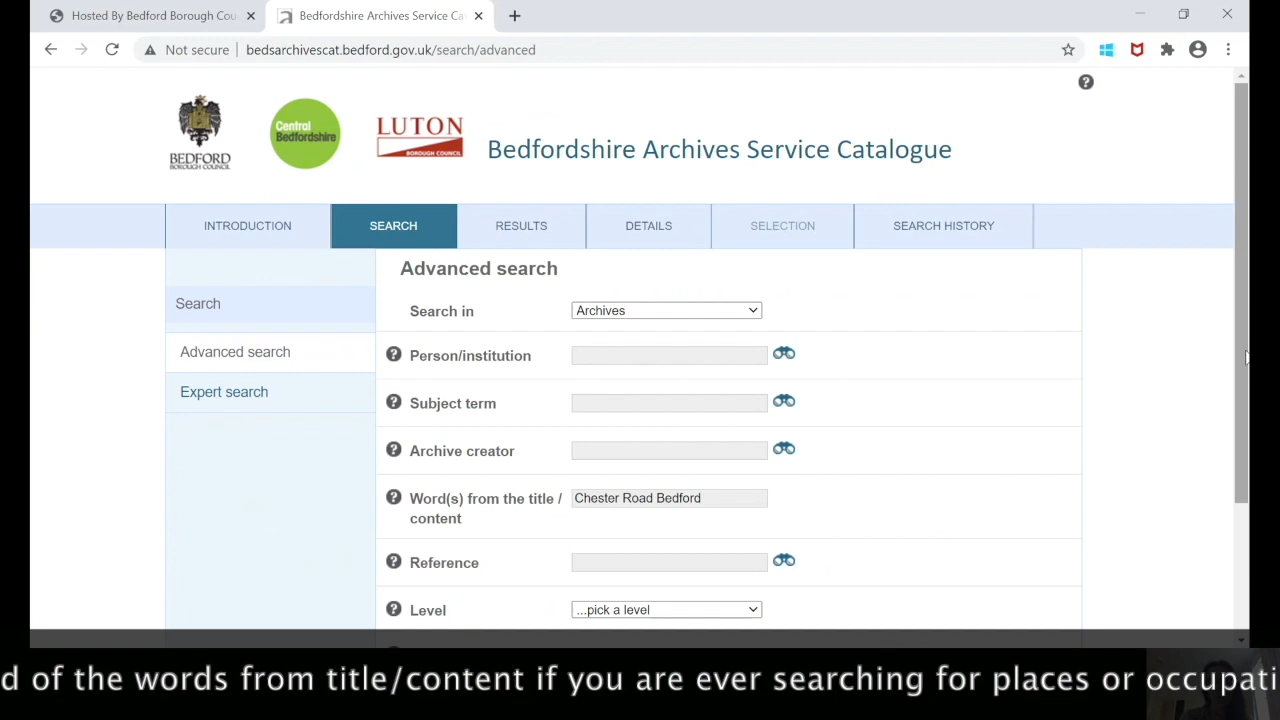 Hosted By Bedford Borough Cou
Bedfordshire Archives Service Ca
Not secure | bedsarchivescat.bedford.gov.uk/search/advanced
BEDFORD
BOROUGH COUNCIL
Central
Bedfordshire
LUTON
BOROUGH COUNCIL
Bedfordshire Archives Service Catalogue
INTRODUCTION
SEARCH
RESULTS
DETAILS
SELECTION
SEARCH HISTORY
Search
Advanced search
Expert search
Advanced search
Search in
Archives
Person/institution
Subject term
Archive creator
Word(s) from the title /
content
Chester Road Bedford
Reference
Level
...pick a level
d of the words from title/content if you are ever searching for places or occupati